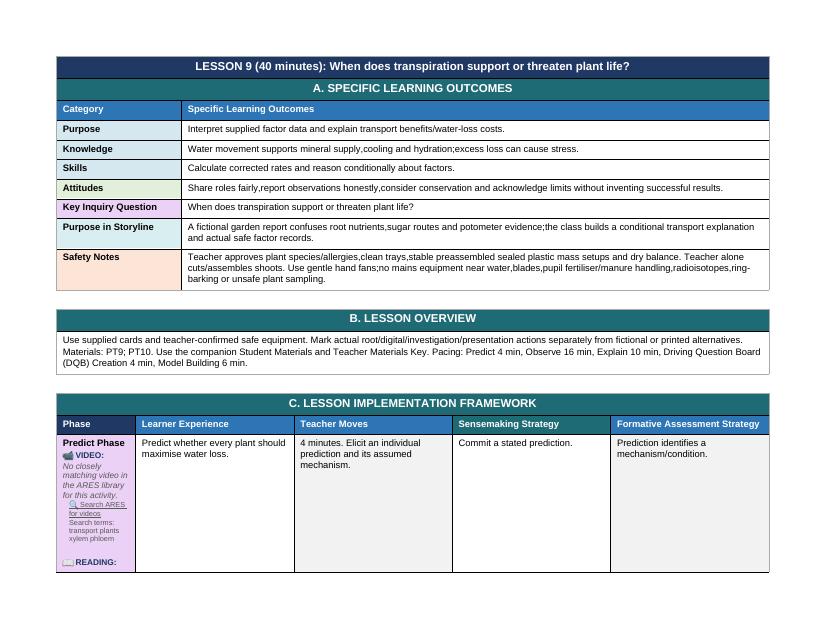 LESSON 9 (40 minutes): When does transpiration support or threaten plant life?
A. SPECIFIC LEARNING OUTCOMES
Category Specific Learning Outcomes
Purpose Interpret supplied factor data and explain transport benefits/water-loss costs.
Knowledge Water movement supports mineral supply,cooling and hydration;excess loss can cause stress.
Skills Calculate corrected rates and reason conditionally about factors.
Attitudes Share roles fairly,report observations honestly,consider conservation and acknowledge limits without inventing successful results.
Key Inquiry Question When does transpiration support or threaten plant life?
Purpose in Storyline A fictional garden report confuses root nutrients,sugar routes and potometer evidence;the class builds a conditional transport explanation
and actual safe factor records.
Safety Notes Teacher approves plant species/allergies,clean trays,stable preassembled sealed plastic mass setups and dry balance. Teacher alone
cuts/assembles shoots. Use gentle hand fans;no mains equipment near water,blades,pupil fertiliser/manure handling,radioisotopes,ring-
barking or unsafe plant sampling.
B. LESSON OVERVIEW
Use supplied cards and teacher-confirmed safe equipment. Mark actual root/digital/investigation/presentation actions separately from fictional or printed alternatives.
Materials: PT9; PT10. Use the companion Student Materials and Teacher Materials Key. Pacing: Predict 4 min, Observe 16 min, Explain 10 min, Driving Question Board
(DQB) Creation 4 min, Model Building 6 min.
C. LESSON IMPLEMENTATION FRAMEWORK
Phase Learner Experience Teacher Moves Sensemaking Strategy Formative Assessment Strategy
Predict Phase
📹 VIDEO:
No closely
matching video in
the ARES library
for this activity.
🔍 Search ARES
for videos
Search terms:
transport plants
xylem phloem
📖 READING:
Predict whether every plant should
maximise water loss.
4 minutes. Elicit an individual
prediction and its assumed
mechanism.
Commit a stated prediction.
Prediction identifies a
mechanism/condition.